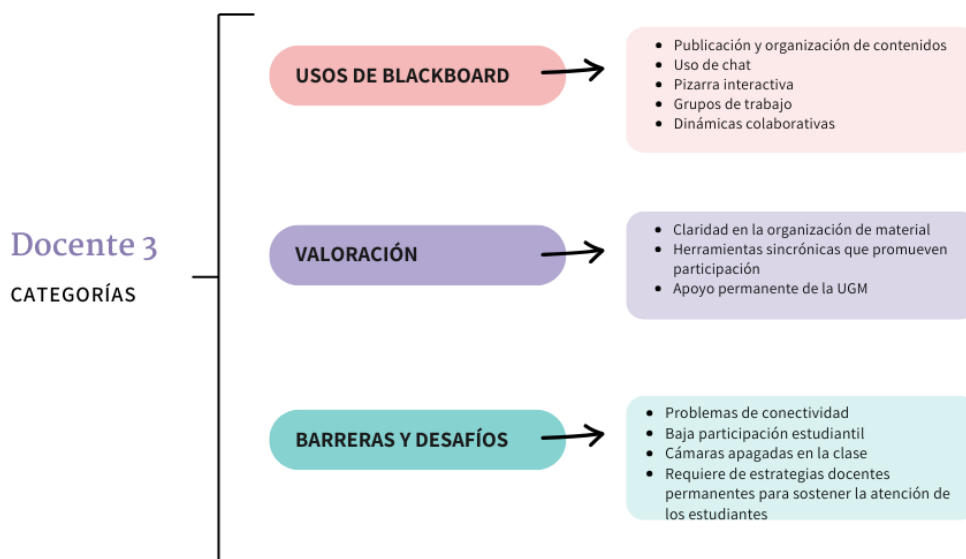 Docente 3
CATEGORÍAS
USOS DE BLACKBOARD
• Publicación y organización de contenidos
• Uso de chat
• Pizarra interactiva
• Grupos de trabajo
• Dinámicas colaborativas
VALORACIÓN
• Claridad en la organización de material
• Herramientas sincrónicas que promueven
participación
• Apoyo permanente de la UGM
BARRERAS Y DESAFÍOS
• Problemas de conectividad
• Baja participación estudiantil
• Cámaras apagadas en la clase
• Requiere de estrategias docentes
permanentes para sostener la atención de
los estudiantes